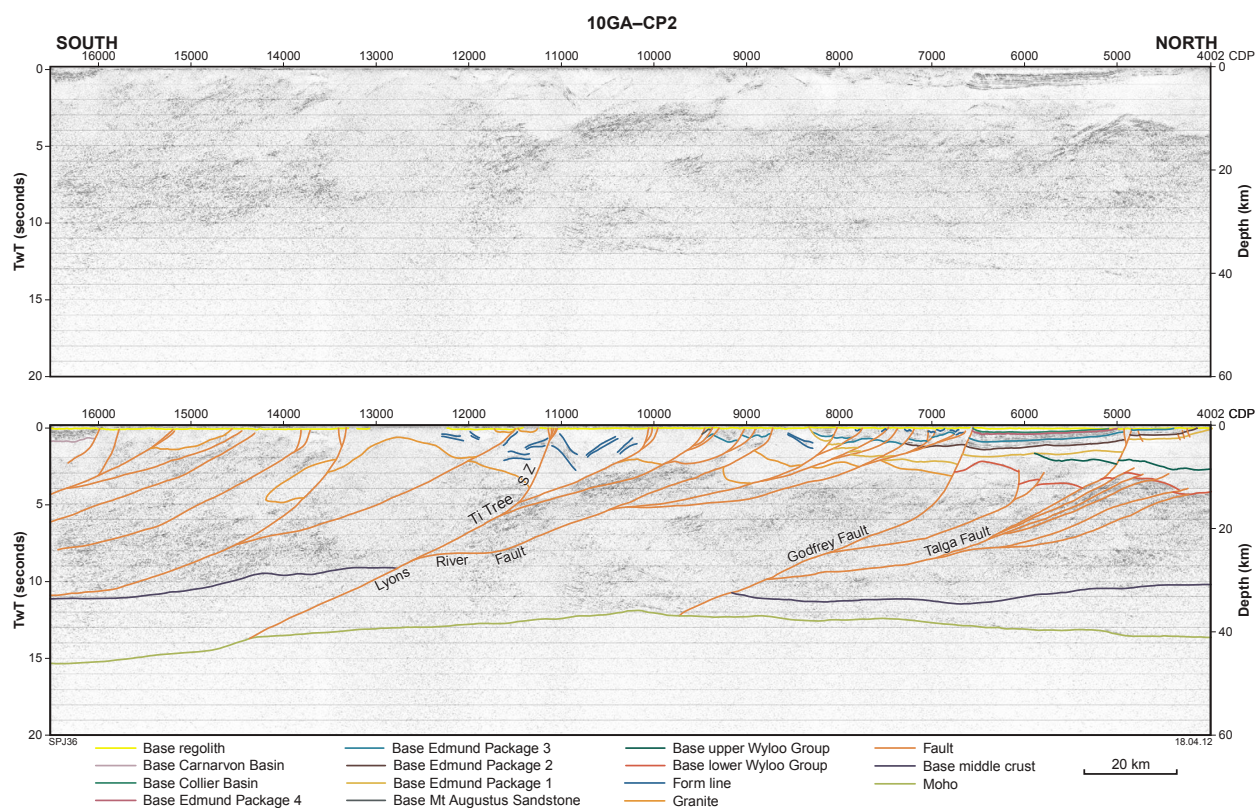 10GA–CP2
SOUTH
NORTH
16000 15000 14000 13000 12000 11000 10000 9000 8000 7000 6000 5000 4002 CDP
0 0
5
20
10
40
15
20 60
TwT (seconds)
Depth (km)
16000 15000 14000 13000 12000 11000 10000 9000 8000 7000 6000 5000 4002 CDP
0 0
5
20
10
40
15
20 60
TwT (seconds)
Depth (km)
Ti Tree S Z
Lyons River Fault
Godfrey Fault
Talga Fault
SPJ36
18.04.12
Base regolith
Base Carnarvon Basin
Base Collier Basin
Base Edmund Package 4
Base Edmund Package 3
Base Edmund Package 2
Base Edmund Package 1
Base Mt Augustus Sandstone
Base upper Wyloo Group
Base lower Wyloo Group
Form line
Granite
Fault
Base middle crust
Moho
20 km